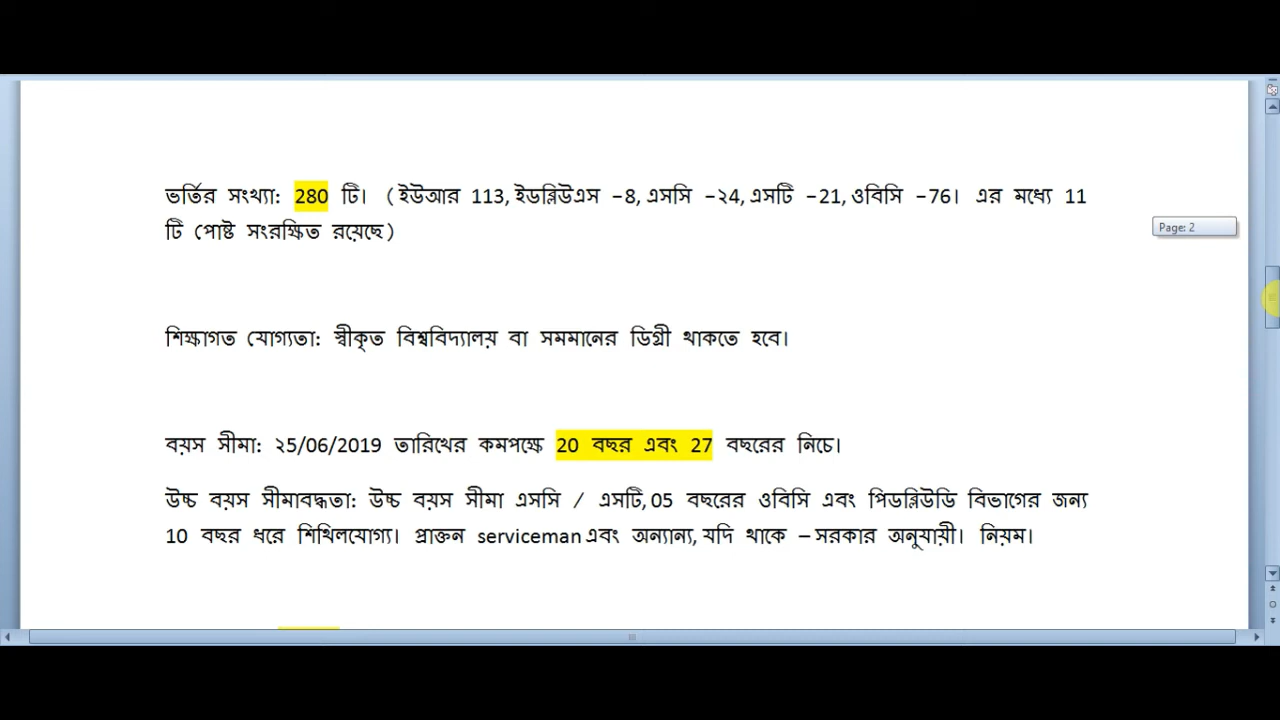 ভর্তির সংখ্যা: 280 টি। (ইউআর 113, ইডব্লিউএস -8, এসসি -২4, এসটি -21, ওবিসি -76। এর মধ্যে 11
টি পোষ্ট সংরক্ষিত রয়েছে)
Page: 2
শিক্ষাগত যোগ্যতা: স্বীকৃত বিশ্ববিদ্যালয় বা সমমানের ডিগ্রী থাকতে হবে।
বয়স সীমা: ২5/06/2019 তারিখের কমপক্ষে 20 বছর এবং 27 বছরের নিচে।
উচ্চ বয়স সীমাবদ্ধতা: উচ্চ বয়স সীমা এসসি / এসটি, 05 বছরের ওবিসি এবং পিডব্লিউডি বিভাগের জন্য
10 বছর ধরে শিথিলযোগ্য। প্রাক্তন serviceman এবং অন্যান্য, যদি থাকে – সরকার অনুযায়ী। নিয়ম।